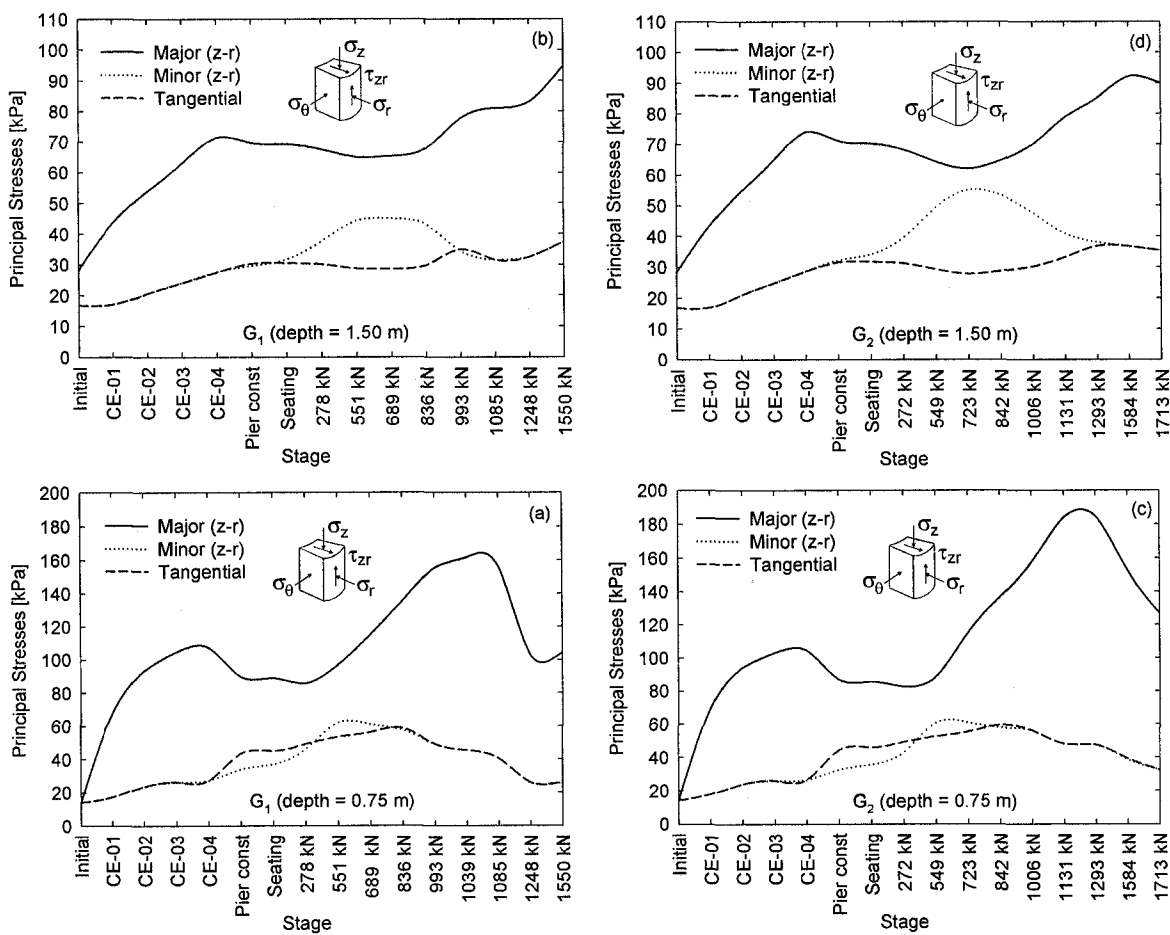 (b)
Major (z-r)
Minor (z-r)
Tangential
σz
τzr
σθ
σr
110
100
90
80
70
60
50
40
30
20
10
0
Principal Stresses [kPa]
G1 (depth = 1.50 m)
Initial
CE-01
CE-02
CE-03
CE-04
Pier const
Seating
278 kN
551 kN
689 kN
836 kN
993 kN
1085 kN
1248 kN
1550 kN
Stage
(d)
Major (z-r)
Minor (z-r)
Tangential
σz
τzr
σθ
σr
110
100
90
80
70
60
50
40
30
20
10
0
Principal Stresses [kPa]
G2 (depth = 1.50 m)
Initial
CE-01
CE-02
CE-03
CE-04
Pier const
Seating
272 kN
549 kN
723 kN
842 kN
1006 kN
1131 kN
1293 kN
1584 kN
1713 kN
Stage
(a)
Major (z-r)
Minor (z-r)
Tangential
σz
τzr
σθ
σr
200
180
160
140
120
100
80
60
40
20
0
Principal Stresses [kPa]
G1 (depth = 0.75 m)
Initial
CE-01
CE-02
CE-03
CE-04
Pier const
Seating
278 kN
551 kN
689 kN
836 kN
993 kN
1039 kN
1085 kN
1248 kN
1550 kN
Stage
(c)
Major (z-r)
Minor (z-r)
Tangential
σz
τzr
σθ
σr
200
180
160
140
120
100
80
60
40
20
0
Principal Stresses [kPa]
G2 (depth = 0.75 m)
Initial
CE-01
CE-02
CE-03
CE-04
Pier const
Seating
272 kN
549 kN
723 kN
842 kN
1006 kN
1131 kN
1293 kN
1584 kN
1713 kN
Stage